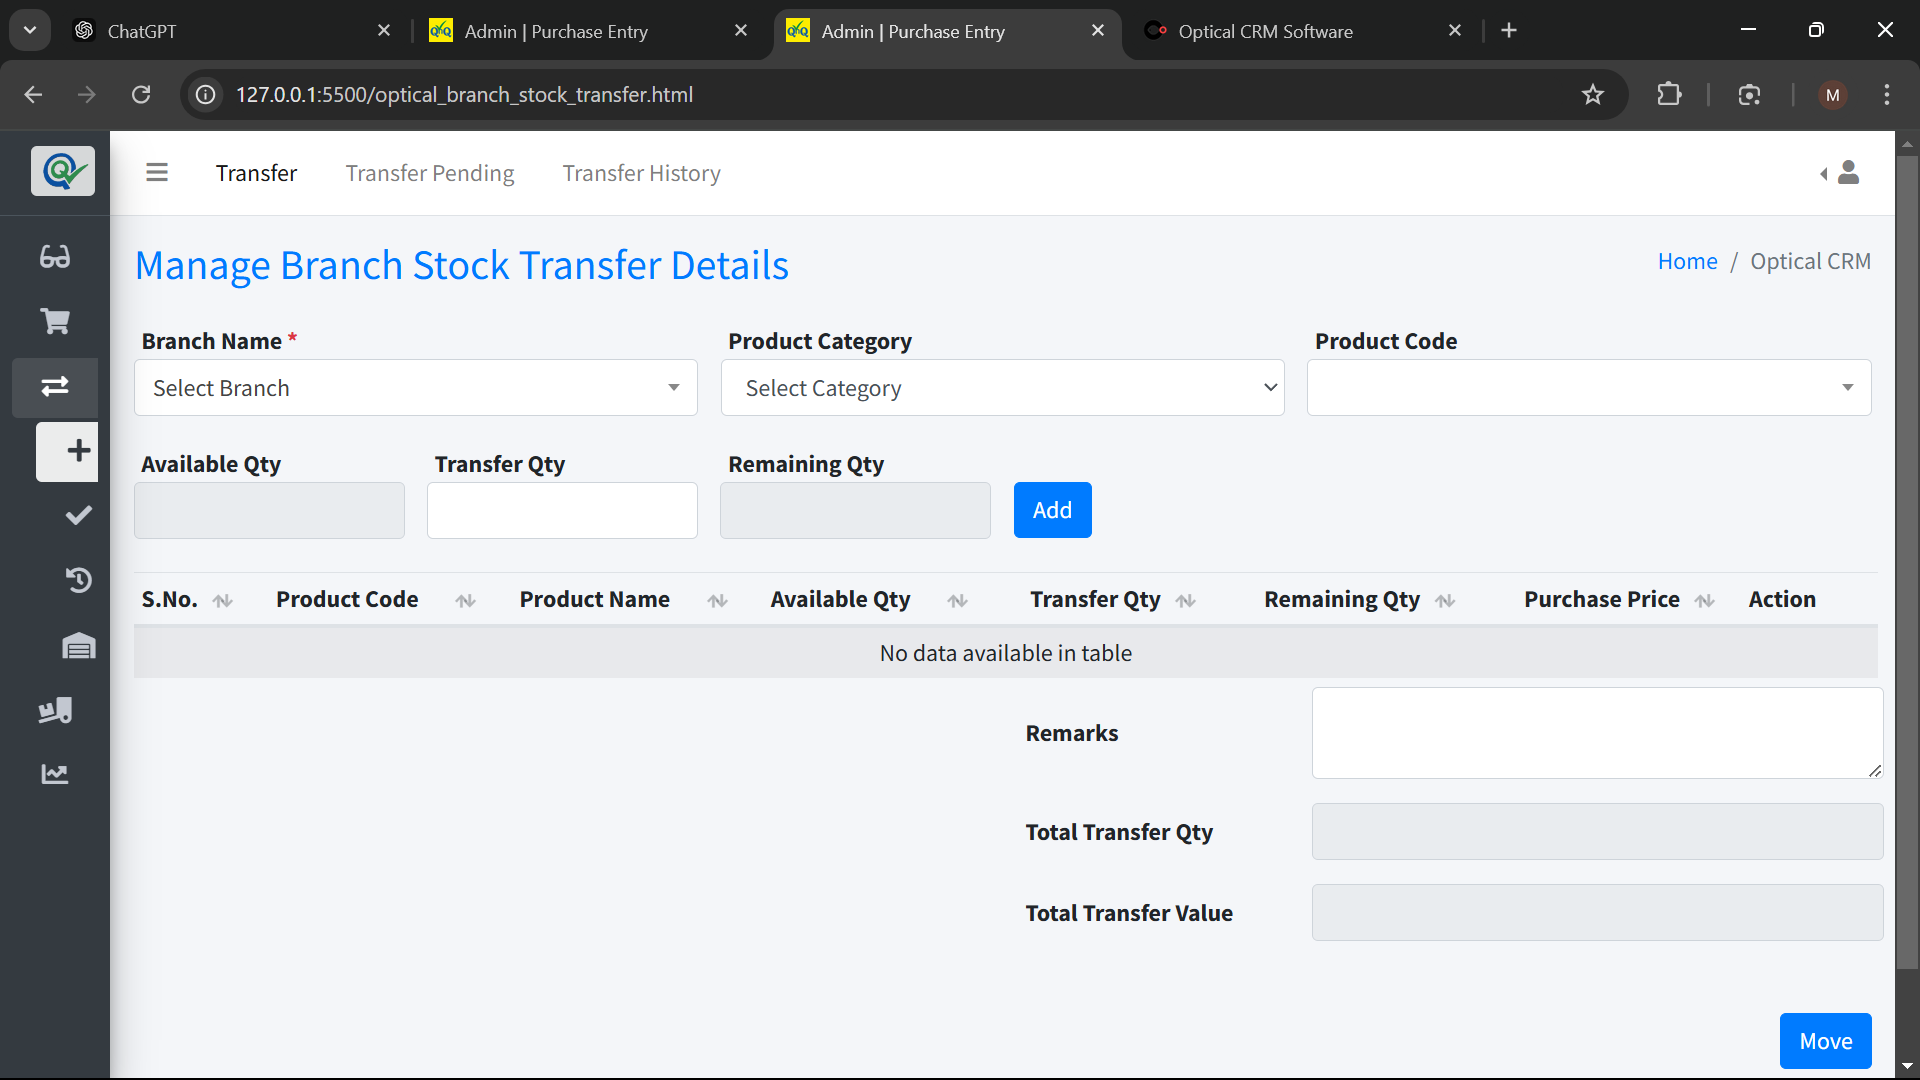 ChatGPT
Admin | Purchase Entry
Admin | Purchase Entry
Optical CRM Software
127.0.0.1:5500/optical_branch_stock_transfer.html
M
Transfer
Transfer Pending
Transfer History
Manage Branch Stock Transfer Details
Home / Optical CRM
Branch Name *
Product Category
Product Code
Select Branch
Select Category
Available Qty
Transfer Qty
Remaining Qty
Add
S.No. Product Code Product Name Available Qty Transfer Qty Remaining Qty Purchase Price Action
No data available in table
Remarks
Total Transfer Qty
Total Transfer Value
Move